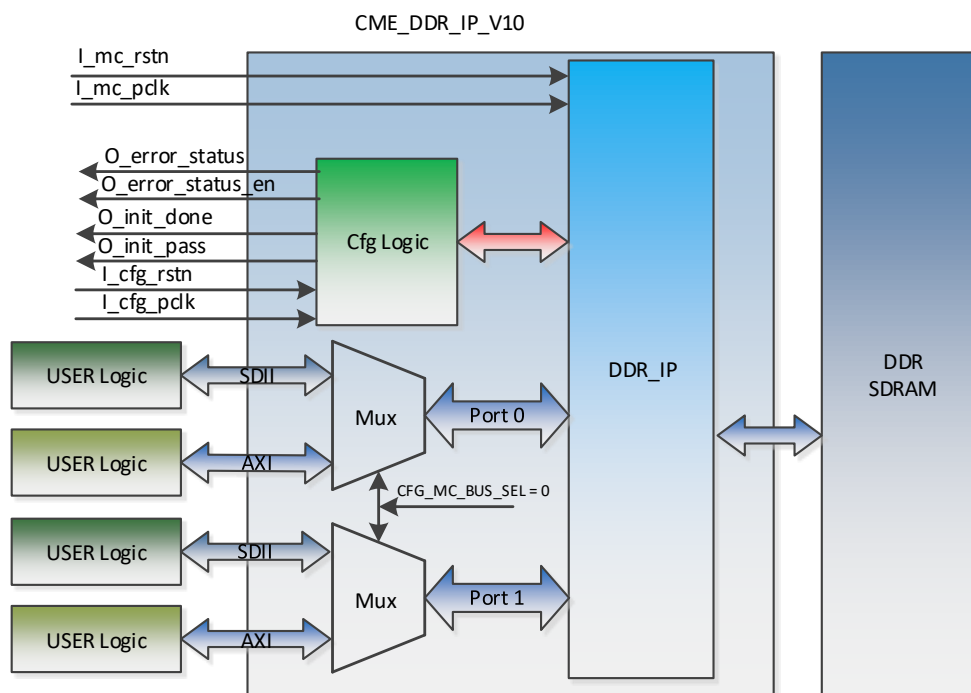 CME_DDR_IP_V10
I_mc_rstn
I_mc_pclk
O_error_status
O_error_status_en
O_init_done
O_init_pass
I_cfg_rstn
I_cfg_pclk
Cfg Logic
DDR_IP
DDR
SDRAM
USER Logic
SDII
Mux
Port 0
USER Logic
AXI
CFG_MC_BUS_SEL = 0
USER Logic
SDII
Mux
Port 1
USER Logic
AXI